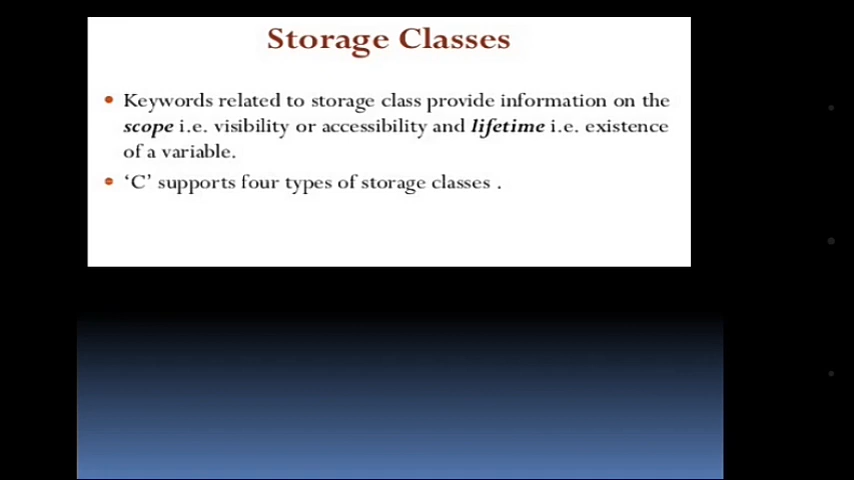 Storage Classes
Keywords related to storage class provide information on the
scope i.e. visibility or accessibility and lifetime i.e. existence
of a variable.
‘C’ supports four types of storage classes .